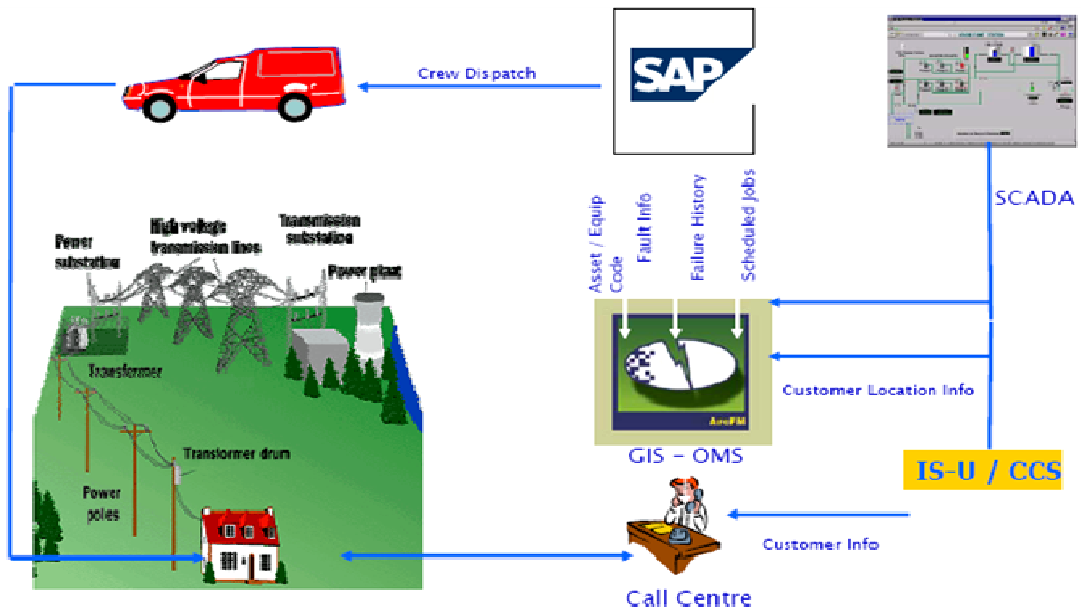 Crew Dispatch
SAP
SCADA
Asset / Equip
Code
Fault Info
Failure History
Scheduled Jobs
Power
substation
High voltage
transmission lines
Transmission
substation
Power plant
Transformer
Transformer drum
Power
poles
Customer Location Info
GIS - OMS
IS-U / CCS
Customer Info
Call Centre